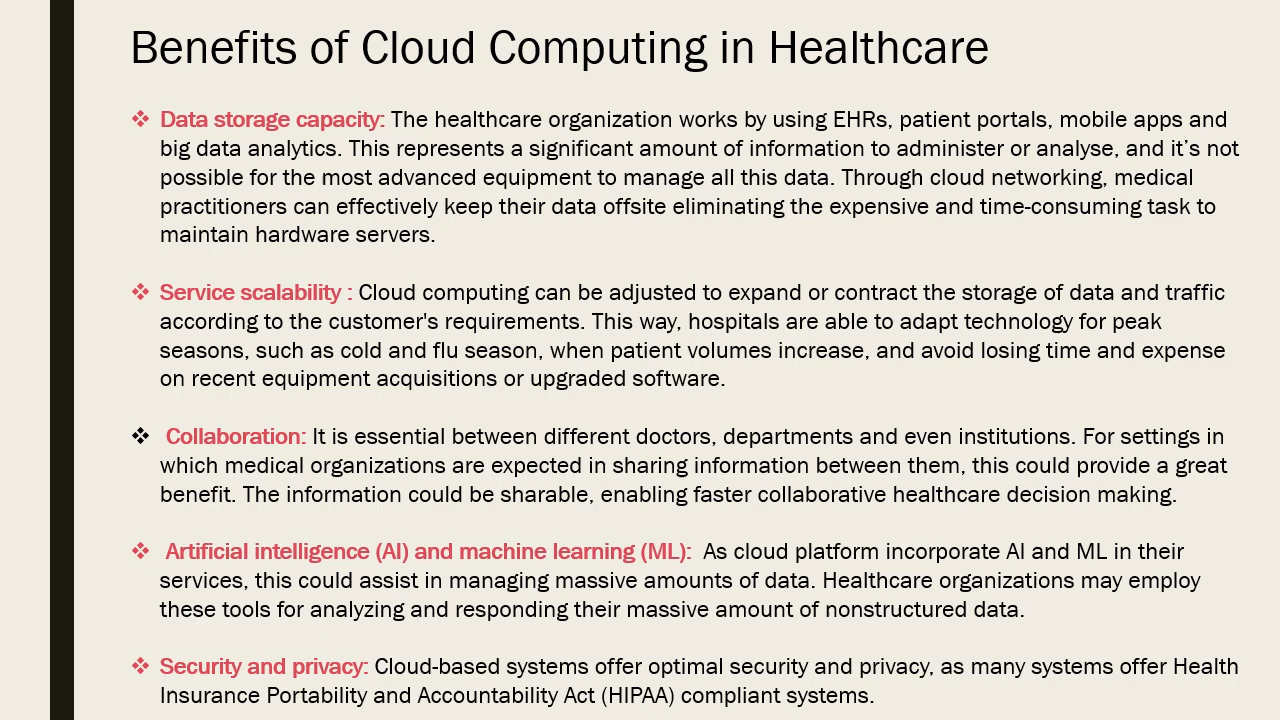 Benefits of Cloud Computing in Healthcare
❖ Data storage capacity: The healthcare organization works by using EHRs, patient portals, mobile apps and
big data analytics. This represents a significant amount of information to administer or analyse, and it’s not
possible for the most advanced equipment to manage all this data. Through cloud networking, medical
practitioners can effectively keep their data offsite eliminating the expensive and time-consuming task to
maintain hardware servers.
❖ Service scalability : Cloud computing can be adjusted to expand or contract the storage of data and traffic
according to the customer's requirements. This way, hospitals are able to adapt technology for peak
seasons, such as cold and flu season, when patient volumes increase, and avoid losing time and expense
on recent equipment acquisitions or upgraded software.
❖ Collaboration: It is essential between different doctors, departments and even institutions. For settings in
which medical organizations are expected in sharing information between them, this could provide a great
benefit. The information could be sharable, enabling faster collaborative healthcare decision making.
❖ Artificial intelligence (AI) and machine learning (ML): As cloud platform incorporate AI and ML in their
services, this could assist in managing massive amounts of data. Healthcare organizations may employ
these tools for analyzing and responding their massive amount of nonstructured data.
❖ Security and privacy: Cloud-based systems offer optimal security and privacy, as many systems offer Health
Insurance Portability and Accountability Act (HIPAA) compliant systems.